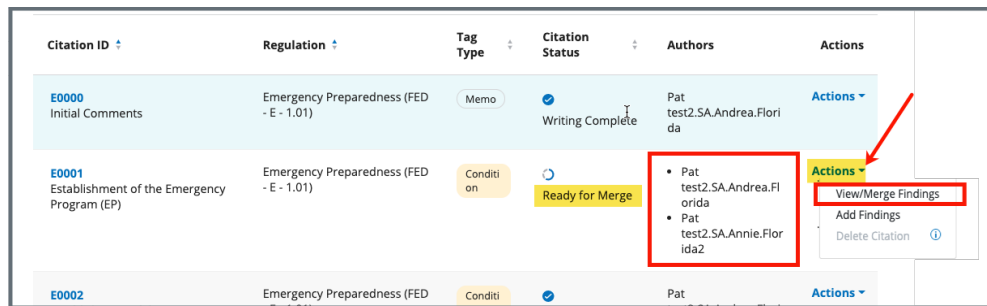 Citation ID Regulation Tag Type Citation Status Authors Actions
E0000
Initial Comments
Emergency Preparedness (FED
- E - 1.01)
Memo
Writing Complete
Pat
test2.SA.Andrea.Flori
da
Actions
E0001
Establishment of the Emergency
Program (EP)
Emergency Preparedness (FED
- E - 1.01)
Conditi
on
Ready for Merge
Pat
test2.SA.Andrea.Fl
orida
Pat
test2.SA.Annie.Flor
ida2
Actions
View/Merge Findings
Add Findings
Delete Citation
E0002
Emergency Preparedness (FED
Conditi
Pat
Actions